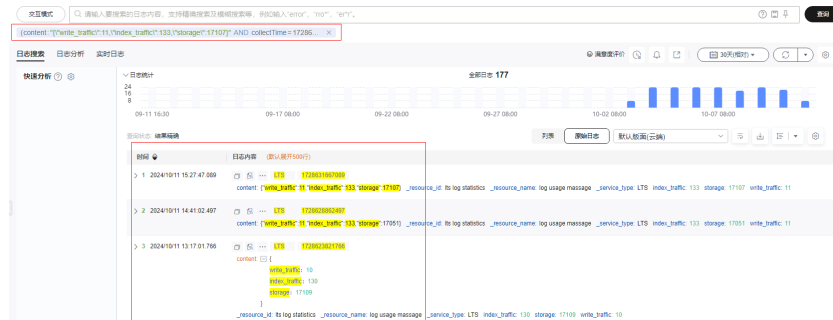 交互模式 请输入要搜索的日志内容，支持精确搜索及模糊搜索等，例如输入"error"，"rro*"，"er*r"。 查询
(content: "{\"write_traffic\":11,\"index_traffic\":133,\"storage\":17107}" AND collectTime = 17286... ×
日志搜索 日志分析 实时日志 满意度评价 30天(相对)
快速分析 日志统计 全部日志 177
24
16
8
09-11 16:30 09-17 08:00 09-22 08:00 09-27 08:00 10-02 08:00 10-07 08:00
查询状态: 结果精确 列表 原始日志 默认版面(云端)
时间 日志内容 (默认展开500行)
1 2024/10/11 15:27:47.089 ... LTS 1728631667089
content: {"write_traffic":11,"index_traffic":133,"storage":17107} _resource_id: lts log statistics _resource_name: log usage massage _service_type: LTS index_traffic: 133 storage: 17107 write_traffic: 11
2 2024/10/11 14:41:02.497 ... LTS 1728628862497
content: {"write_traffic":11,"index_traffic":133,"storage":17051} _resource_id: lts log statistics _resource_name: log usage massage _service_type: LTS index_traffic: 133 storage: 17051 write_traffic: 11
3 2024/10/11 13:17:01.766 ... LTS 1728623821766
content: {
write_traffic: 10
index_traffic: 130
storage: 17109
}
_resource_id: lts log statistics _resource_name: log usage massage _service_type: LTS index_traffic: 130 storage: 17109 write_traffic: 10